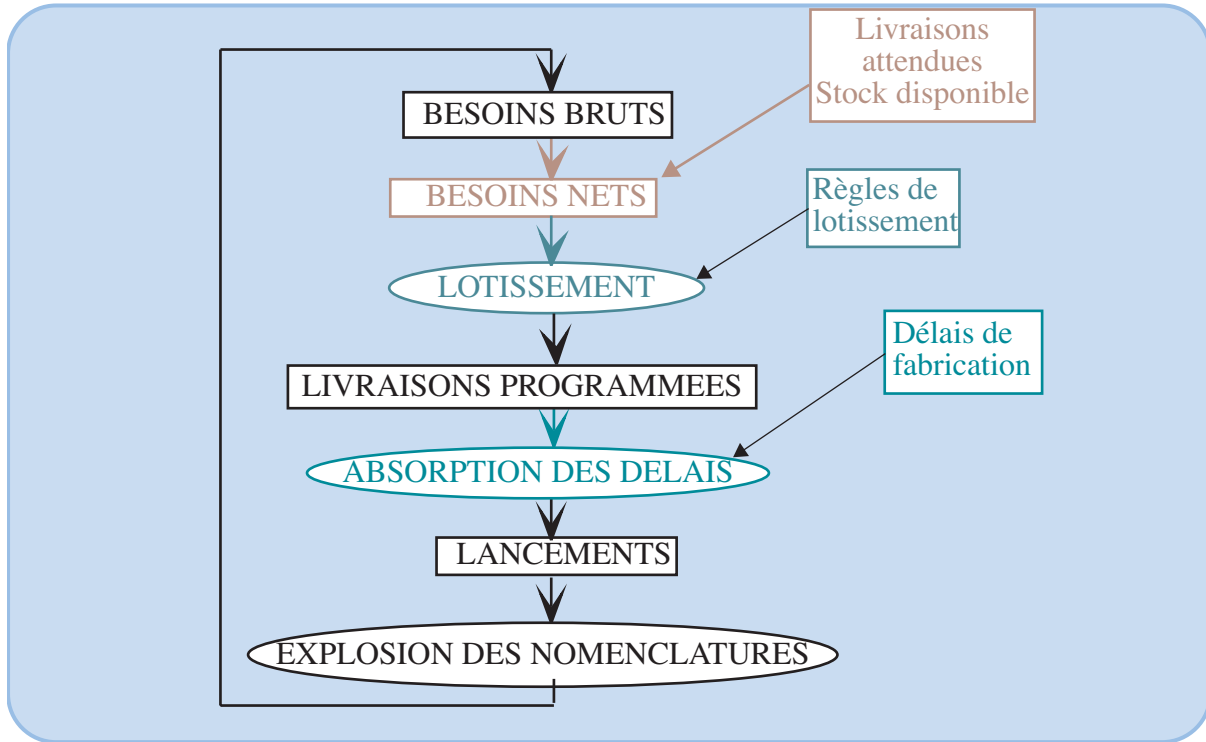 Livraisons
attendues
Stock disponible
BESOINS BRUTS
BESOINS NETS
Règles de
lotissement
LOTISSEMENT
Délais de
fabrication
LIVRAISONS PROGRAMMEES
ABSORPTION DES DELAIS
LANCEMENTS
EXPLOSION DES NOMENCLATURES